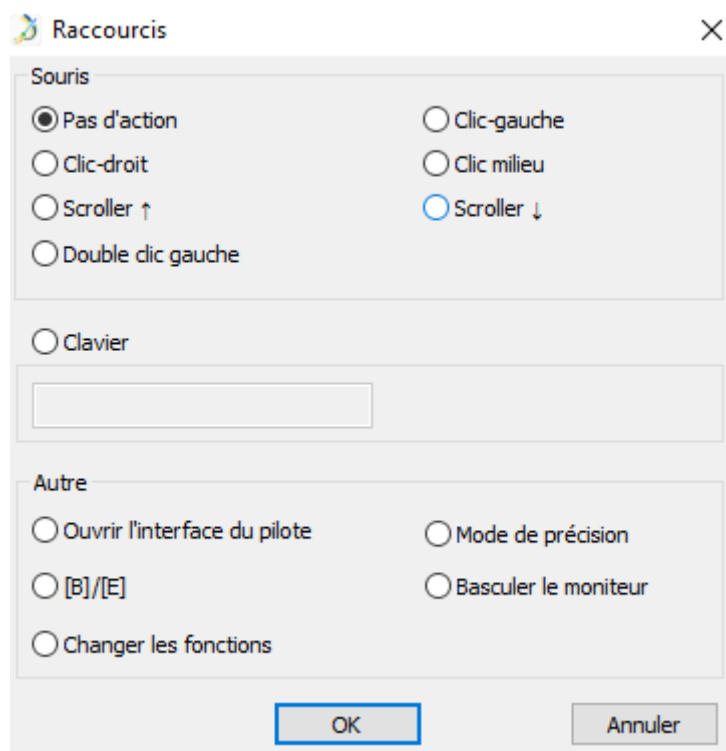 Raccourcis
Souris
Pas d'action
Clic-gauche
Clic-droit
Clic milieu
Scroller ↑
Scroller ↓
Double clic gauche
Clavier
Autre
Ouvrir l'interface du pilote
Mode de précision
[B]/[E]
Basculer le moniteur
Changer les fonctions
OK
Annuler